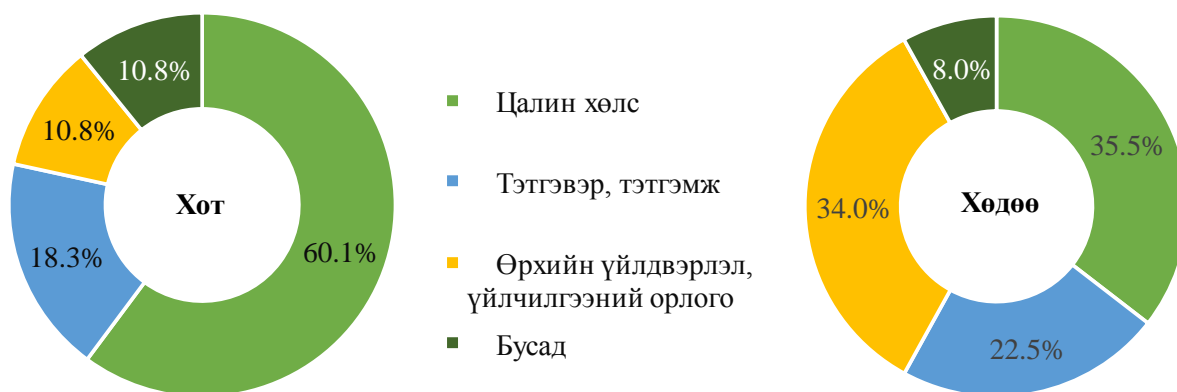 10.8%
10.8%
18.3%
60.1%
Хот
Цалин хөлс
Тэтгэвэр, тэтгэмж
Өрхийн үйлдвэрлэл,
үйлчилгээний орлого
Бусад
8.0%
35.5%
34.0%
22.5%
Хөдөө